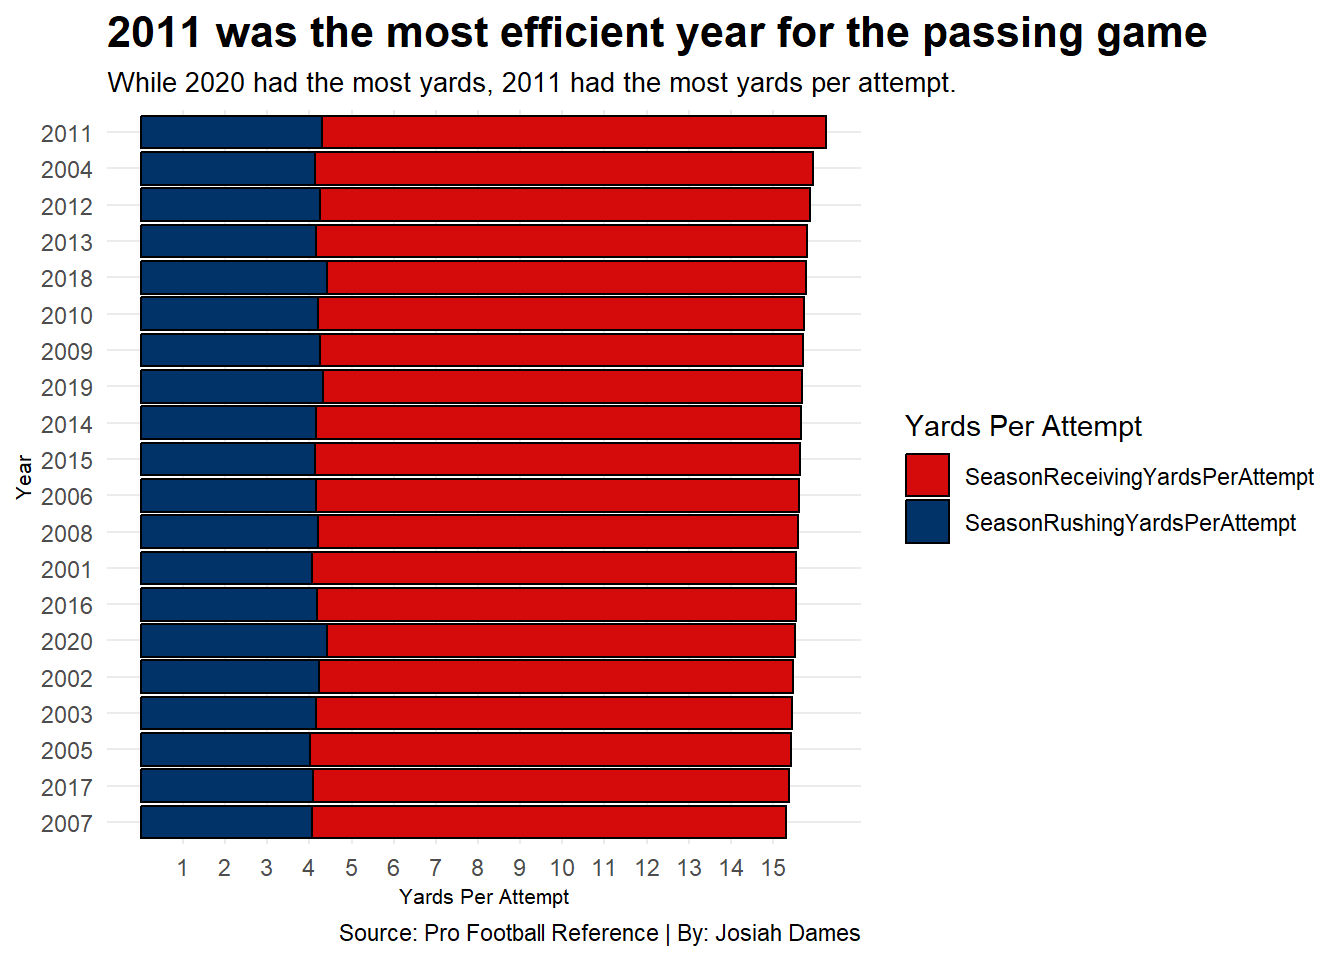 2011 was the most efficient year for the passing game
While 2020 had the most yards, 2011 had the most yards per attempt.
2011
2004
2012
2013
2018
2010
2009
2019
2014
2015
2006
2008
2001
2016
2020
2002
2003
2005
2017
2007
Year
1 2 3 4 5 6 7 8 9 10 11 12 13 14 15
Yards Per Attempt
Yards Per Attempt
SeasonReceivingYardsPerAttempt
SeasonRushingYardsPerAttempt
Source: Pro Football Reference | By: Josiah Dames